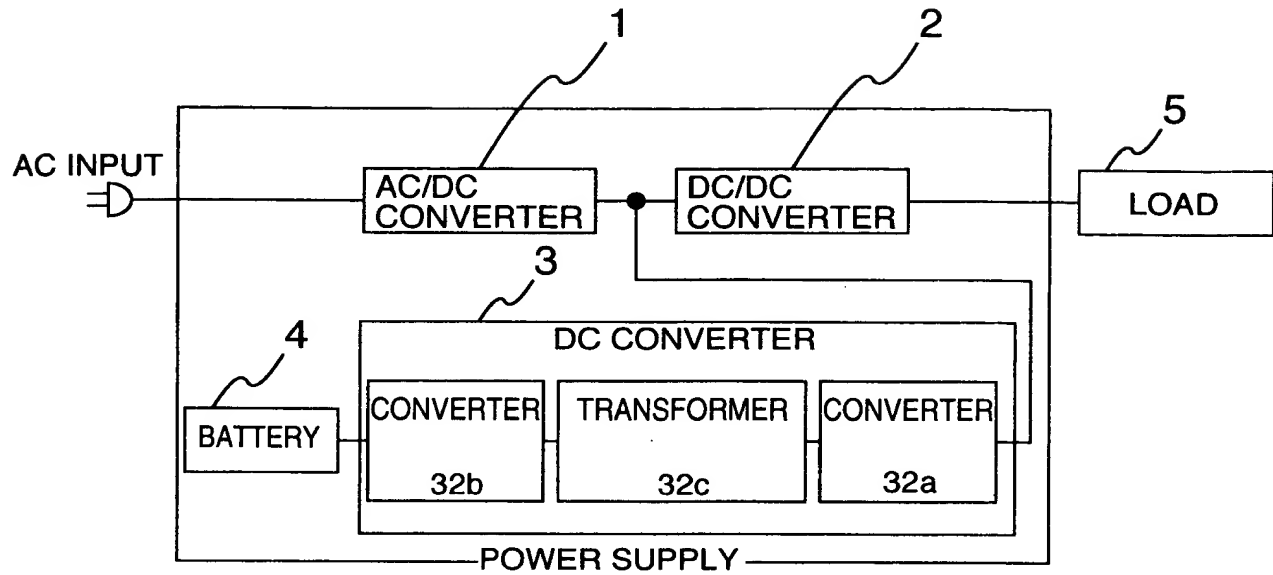 1
2
5
AC INPUT
AC/DC
CONVERTER
DC/DC
CONVERTER
LOAD
3
4
DC CONVERTER
BATTERY
CONVERTER
32b
TRANSFORMER
32c
CONVERTER
32a
POWER SUPPLY